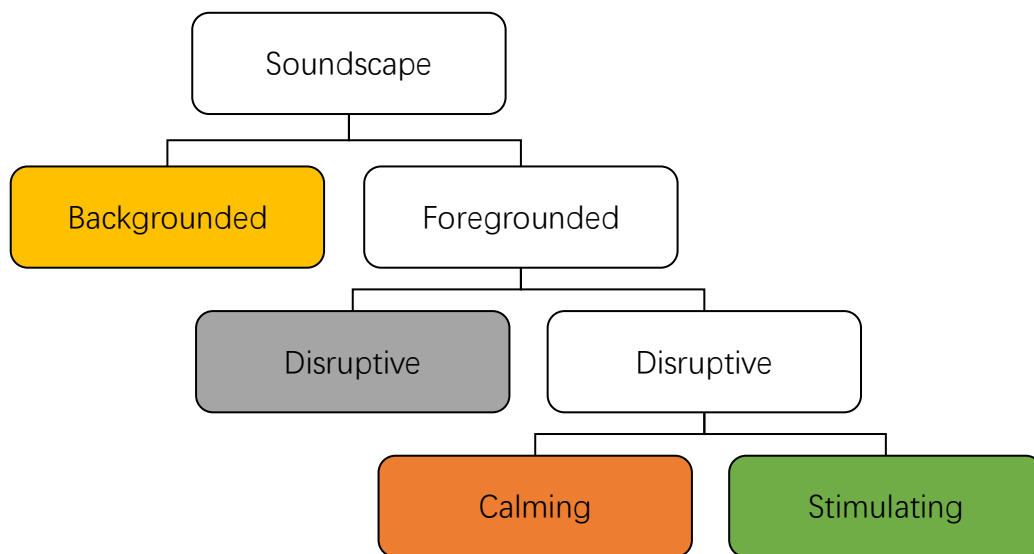 Soundscape
Backgrounded
Foregrounded
Disruptive
Disruptive
Calming
Stimulating